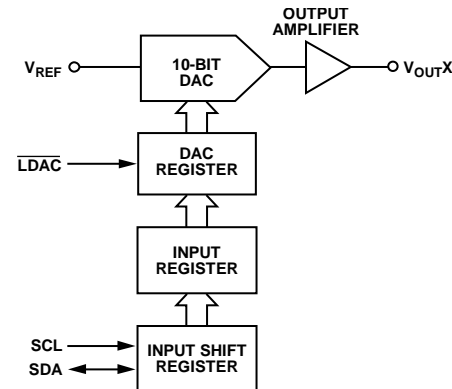 OUTPUT
AMPLIFIER
VREF
10-BIT
DAC
VOUTX
LDAC
DAC
REGISTER
INPUT
REGISTER
SCL
SDA
INPUT SHIFT
REGISTER